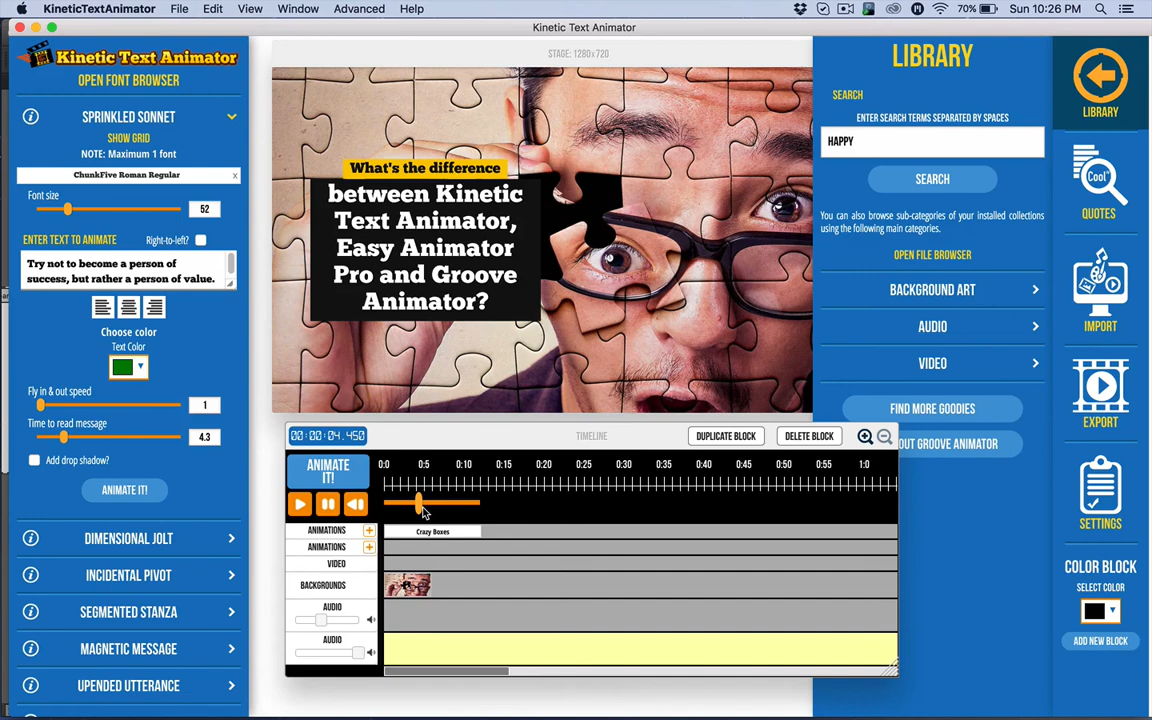 KineticTextAnimator File Edit View Window Advanced Help
70% Sun 10:26 PM
Kinetic Text Animator
Kinetic Text Animator
OPEN FONT BROWSER
SPRINKLED SONNET
SHOW GRID
NOTE: Maximum 1 font
ChunkFive Roman Regular x
Font size
52
ENTER TEXT TO ANIMATE Right-to-left?
Try not to become a person of
success, but rather a person of value.
Choose color
Text Color
Fly in & out speed
1
Time to read message
4.3
Add drop shadow?
ANIMATE IT!
DIMENSIONAL JOLT
INCIDENTAL PIVOT
SEGMENTED STANZA
MAGNETIC MESSAGE
UPENDED UTTERANCE
STAGE: 1280x720
What's the difference
between Kinetic
Text Animator,
Easy Animator
Pro and Groove
Animator?
00:00:04.450 TIMELINE DUPLICATE BLOCK DELETE BLOCK
ANIMATE
IT!
0:0 0:5 0:10 0:15 0:20 0:25 0:30 0:35 0:40 0:45 0:50 0:55 1:0
ANIMATIONS + Crazy Boxes
ANIMATIONS +
VIDEO
BACKGROUNDS
AUDIO
AUDIO
LIBRARY
SEARCH
ENTER SEARCH TERMS SEPARATED BY SPACES
HAPPY
SEARCH
You can also browse sub-categories of your installed collections
using the following main categories.
OPEN FILE BROWSER
BACKGROUND ART
AUDIO
VIDEO
FIND MORE GOODIES
OUT GROOVE ANIMATOR
LIBRARY
Cool
QUOTES
IMPORT
EXPORT
SETTINGS
COLOR BLOCK
SELECT COLOR
ADD NEW BLOCK